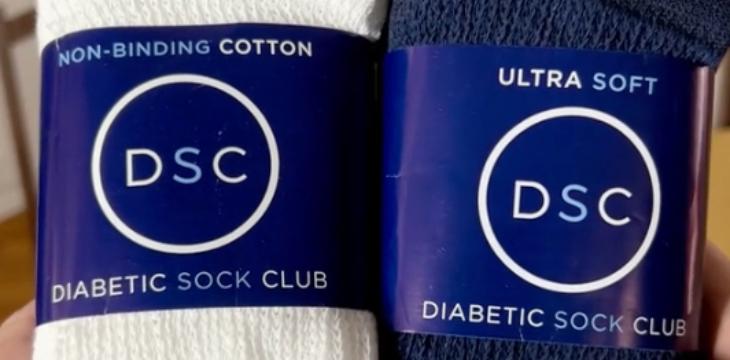 NON-BINDING COTTON
DSC
DIABETIC SOCK CLUB
ULTRA SOFT
DSC
DIABETIC SOCK CLUB